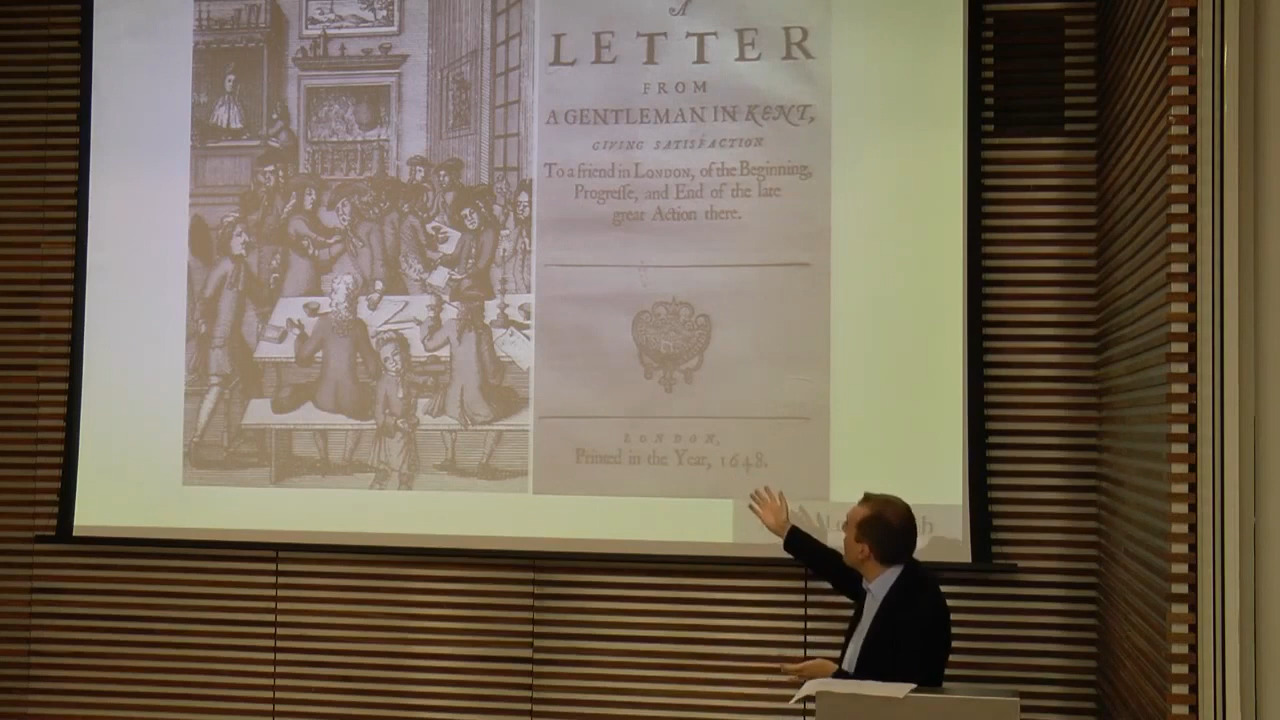 A
LETTER
FROM
A GENTLEMAN IN KENT,
GIVING SATISFACTION
To a friend in LONDON, of the Beginning,
Progresse, and End of the late
great Action there.
LONDON,
Printed in the Year, 1648.